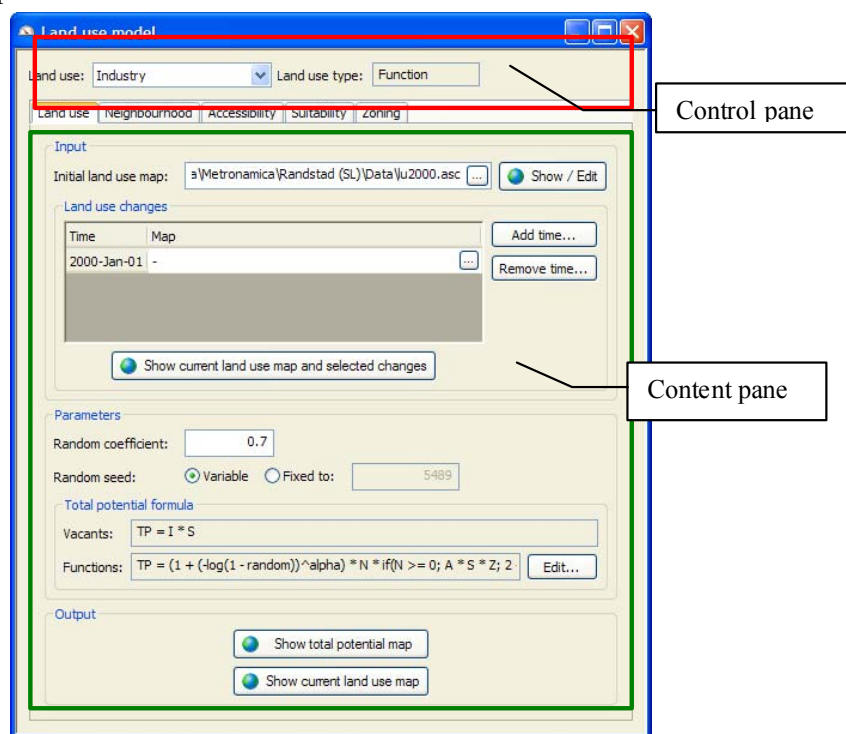 Land use model
Land use: Industry Land use type: Function
Control pane
Land use Neighbourhood Accessibility Suitability Zoning
Input
Initial land use map: a\Metronamica\Randstad (SL)\Data\lu2000.asc ... Show / Edit
Land use changes
Time Map Add time...
2000-Jan-01 - ... Remove time...
Show current land use map and selected changes
Content pane
Parameters
Random coefficient: 0.7
Random seed: Variable Fixed to: 5489
Total potential formula
Vacants: TP = I * S
Functions: TP = (1 + (-log(1 - random))^alpha) * N * if(N >= 0; A * S * Z; 2 Edit...
Output
Show total potential map
Show current land use map